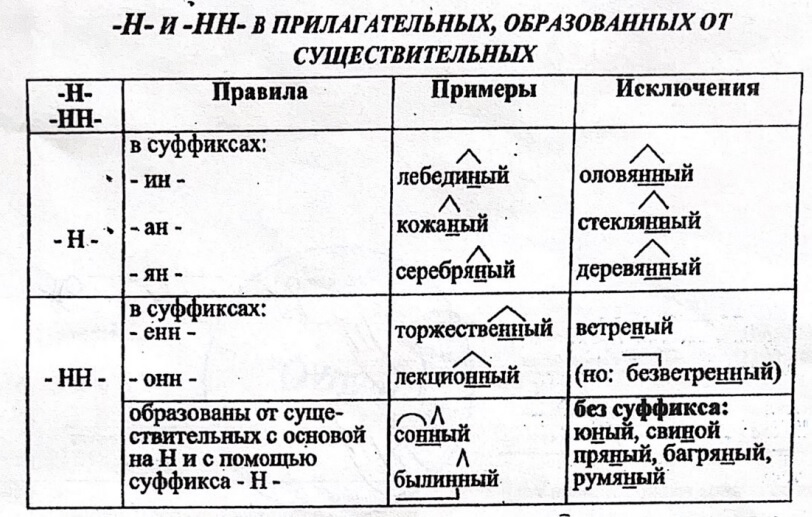 -Н- И -НН- В ПРИЛАГАТЕЛЬНЫХ, ОБРАЗОВАННЫХ ОТ
СУЩЕСТВИТЕЛЬНЫХ
-Н-
-НН-
Правила
Примеры
Исключения
- Н -
в суффиксах:
- ин -
лебединый
оловянный
- ан -
кожаный
стеклянный
- ян -
серебряный
деревянный
- НН -
в суффиксах:
- енн -
торжественный
ветреный
- онн -
лекционный
(но: безветренный)
образованы от суще-
ствительных с основой
на Н и с помощью
суффикса - Н -
сонный
былинный
без суффикса:
юный, свиной
пряный, багряный,
румяный